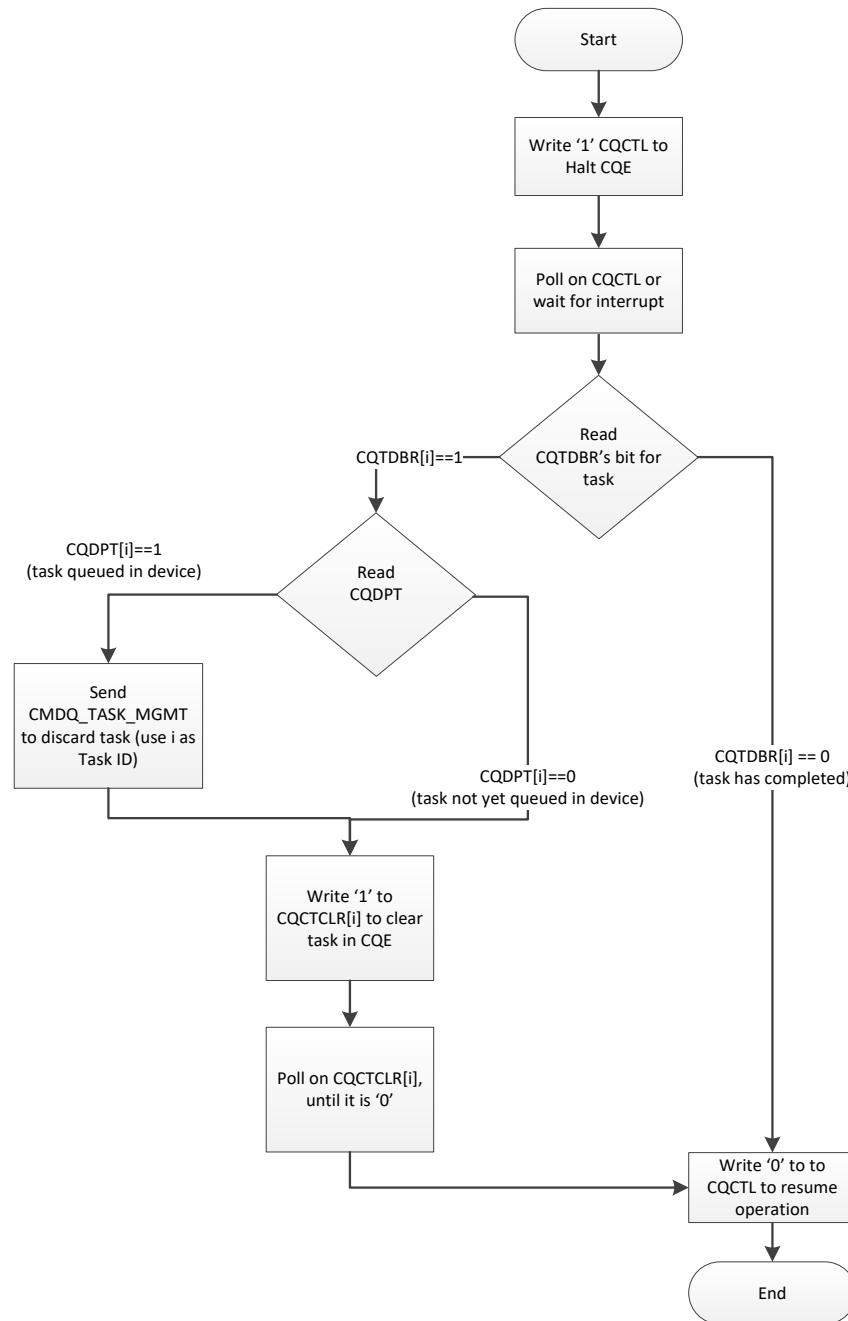 Start
Write ‘1’ CQCTL to
Halt CQE
Poll on CQCTL or
wait for interrupt
Read
CQTDBR’s bit for
task
CQTDBR[i]==1
CQDPT[i]==1
(task queued in device)
Read
CQDPT
Send
CMDQ_TASK_MGMT
to discard task (use i as
Task ID)
CQDPT[i]==0
(task not yet queued in device)
CQTDBR[i] == 0
(task has completed)
Write ‘1’ to
CQCTCLR[i] to clear
task in CQE
Poll on CQCTCLR[i],
until it is ‘0’
Write ‘0’ to to
CQCTL to resume
operation
End